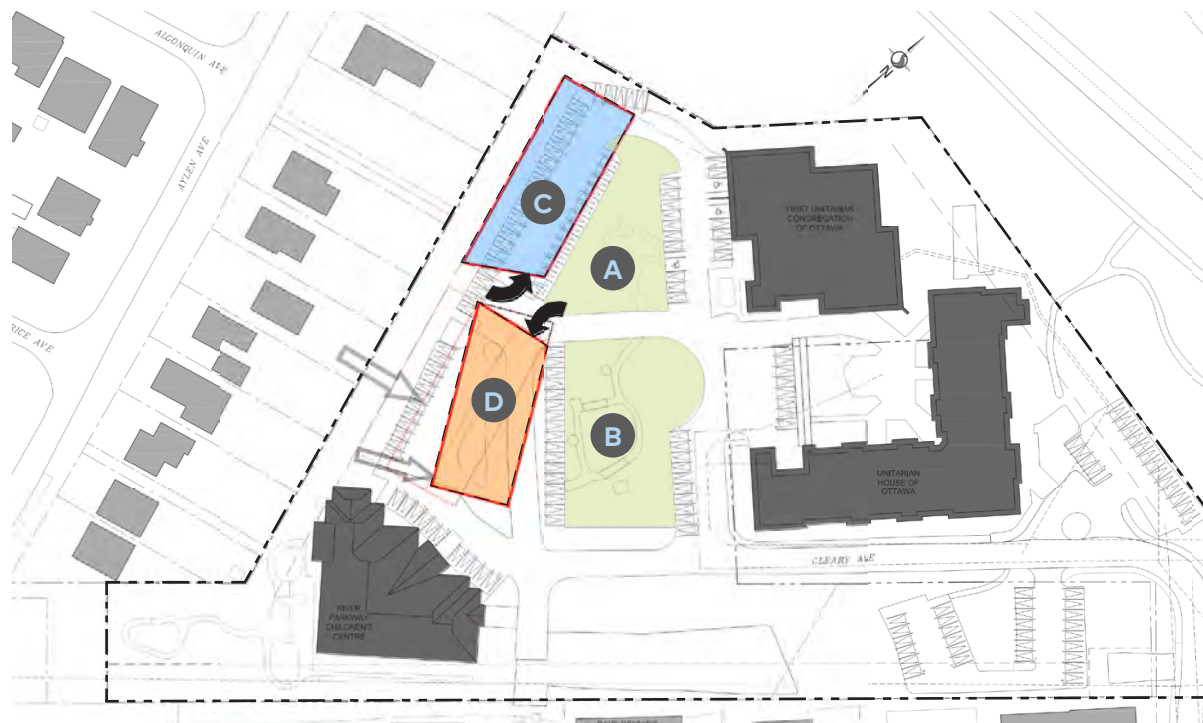 ALGONQUIN AVE
AYLEN AVE
N
C
FIRST UNITARIAN
CONGREGATION
OF OTTAWA
A
RICE AVE
D
B
UNITARIAN
HOUSE OF
OTTAWA
CLEARY AVE
RIVER
PARKWAY
CHILDREN'S
CENTRE